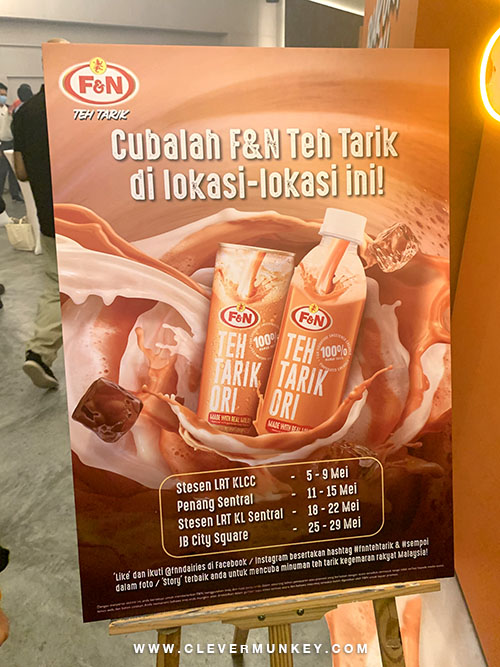 F&N
TEH TARIK
Cubalah F&N Teh Tarik
di lokasi-lokasi ini!
F&N
100%
TEH
TARIK
ORI
MADE WITH REAL MILK
F&N
100%
TEH
TARIK
ORI
MADE WITH REAL MILK
Stesen LRT KLCC - 5 - 9 Mei
Penang Sentral - 11 - 15 Mei
Stesen LRT KL Sentral - 18 - 22 Mei
JB City Square - 25 - 29 Mei
'Like' dan ikuti @fnndairies di Facebook / Instagram besertakan hashtag #fnntehtarik & #sempoi
dalam foto / 'Story' terbaik anda untuk mencuba minuman teh tarik kegemaran rakyat Malaysia!
WWW.CLEVERMUNKEY.COM